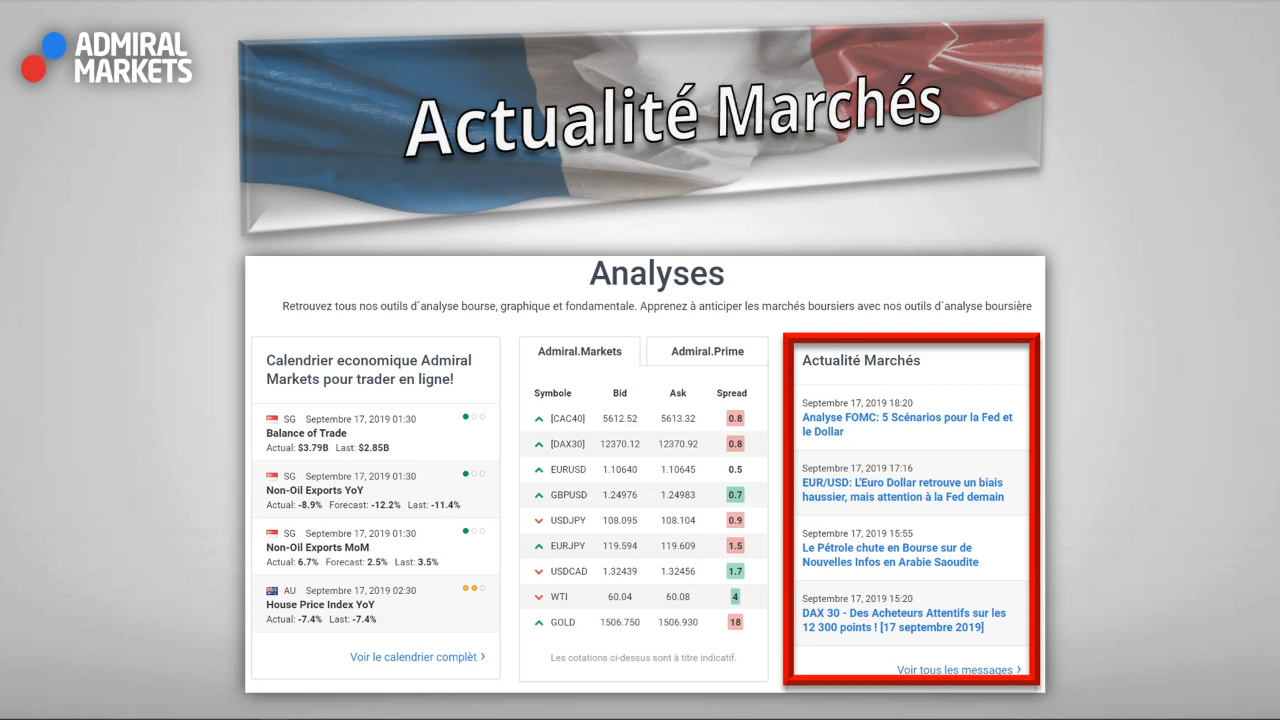 ADMIRAL
MARKETS
Actualité Marchés
Analyses
Retrouvez tous nos outils d`analyse bourse, graphique et fondamentale. Apprenez à anticiper les marchés boursiers avec nos outils d`analyse boursière
Calendrier economique Admiral
Markets pour trader en ligne!
SG Septembre 17, 2019 01:30
Balance of Trade
Actual: $3.79B Last: $2.85B
SG Septembre 17, 2019 01:30
Non-Oil Exports YoY
Actual: -8.9% Forecast: -12.2% Last: -11.4%
SG Septembre 17, 2019 01:30
Non-Oil Exports MoM
Actual: 6.7% Forecast: 2.5% Last: 3.5%
AU Septembre 17, 2019 02:30
House Price Index YoY
Actual: -7.4% Last: -7.4%
Voir le calendrier complèt
Admiral.Markets Admiral.Prime
Symbole Bid Ask Spread
[CAC40] 5612.52 5613.32 0.8
[DAX30] 12370.12 12370.92 0.8
EURUSD 1.10640 1.10645 0.5
GBPUSD 1.24976 1.24983 0.7
USDJPY 108.095 108.104 0.9
EURJPY 119.594 119.609 1.5
USDCAD 1.32439 1.32456 1.7
WTI 60.04 60.08 4
GOLD 1506.750 1506.930 18
Les cotations ci-dessus sont à titre indicatif.
Actualité Marchés
Septembre 17, 2019 18:20
Analyse FOMC: 5 Scénarios pour la Fed et
le Dollar
Septembre 17, 2019 17:16
EUR/USD: L'Euro Dollar retrouve un biais
haussier, mais attention à la Fed demain
Septembre 17, 2019 15:55
Le Pétrole chute en Bourse sur de
Nouvelles Infos en Arabie Saoudite
Septembre 17, 2019 15:20
DAX 30 - Des Acheteurs Attentifs sur les
12 300 points ! [17 septembre 2019]
Voir tous les messages